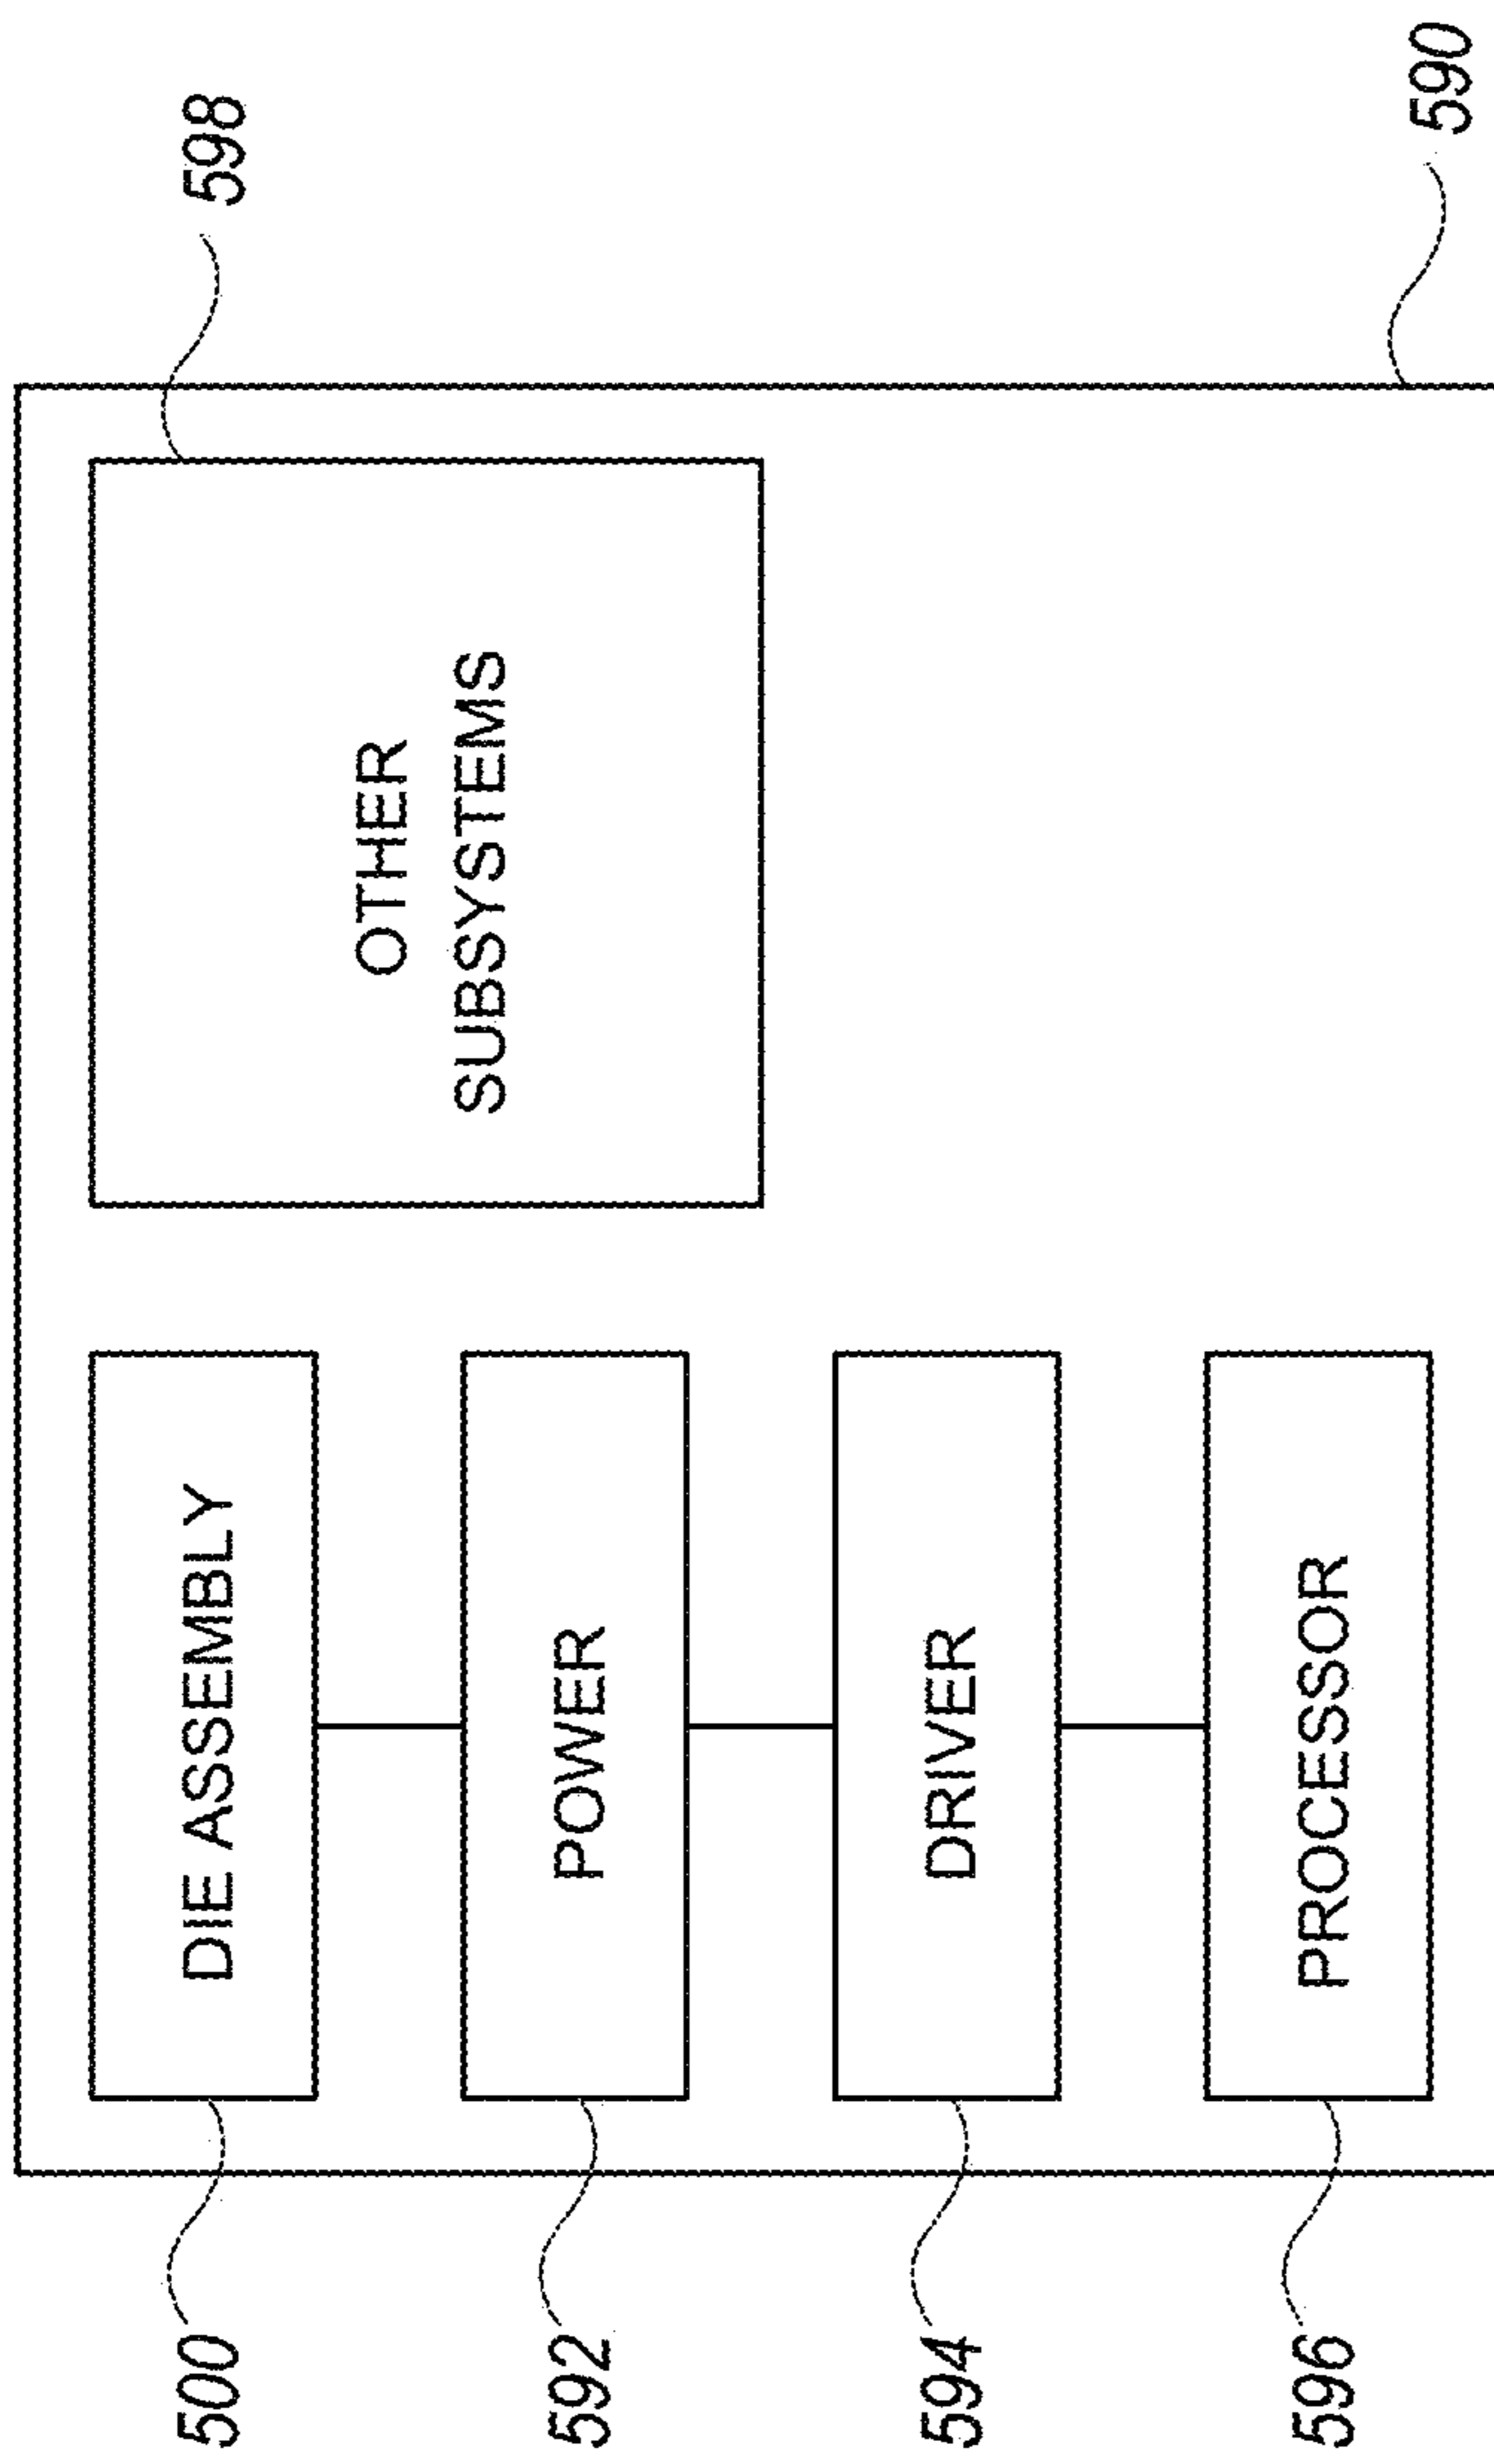 500
DIE ASSEMBLY
OTHER
SUBSYSTEMS
598
592
POWER
594
DRIVER
596
PROCESSOR
590